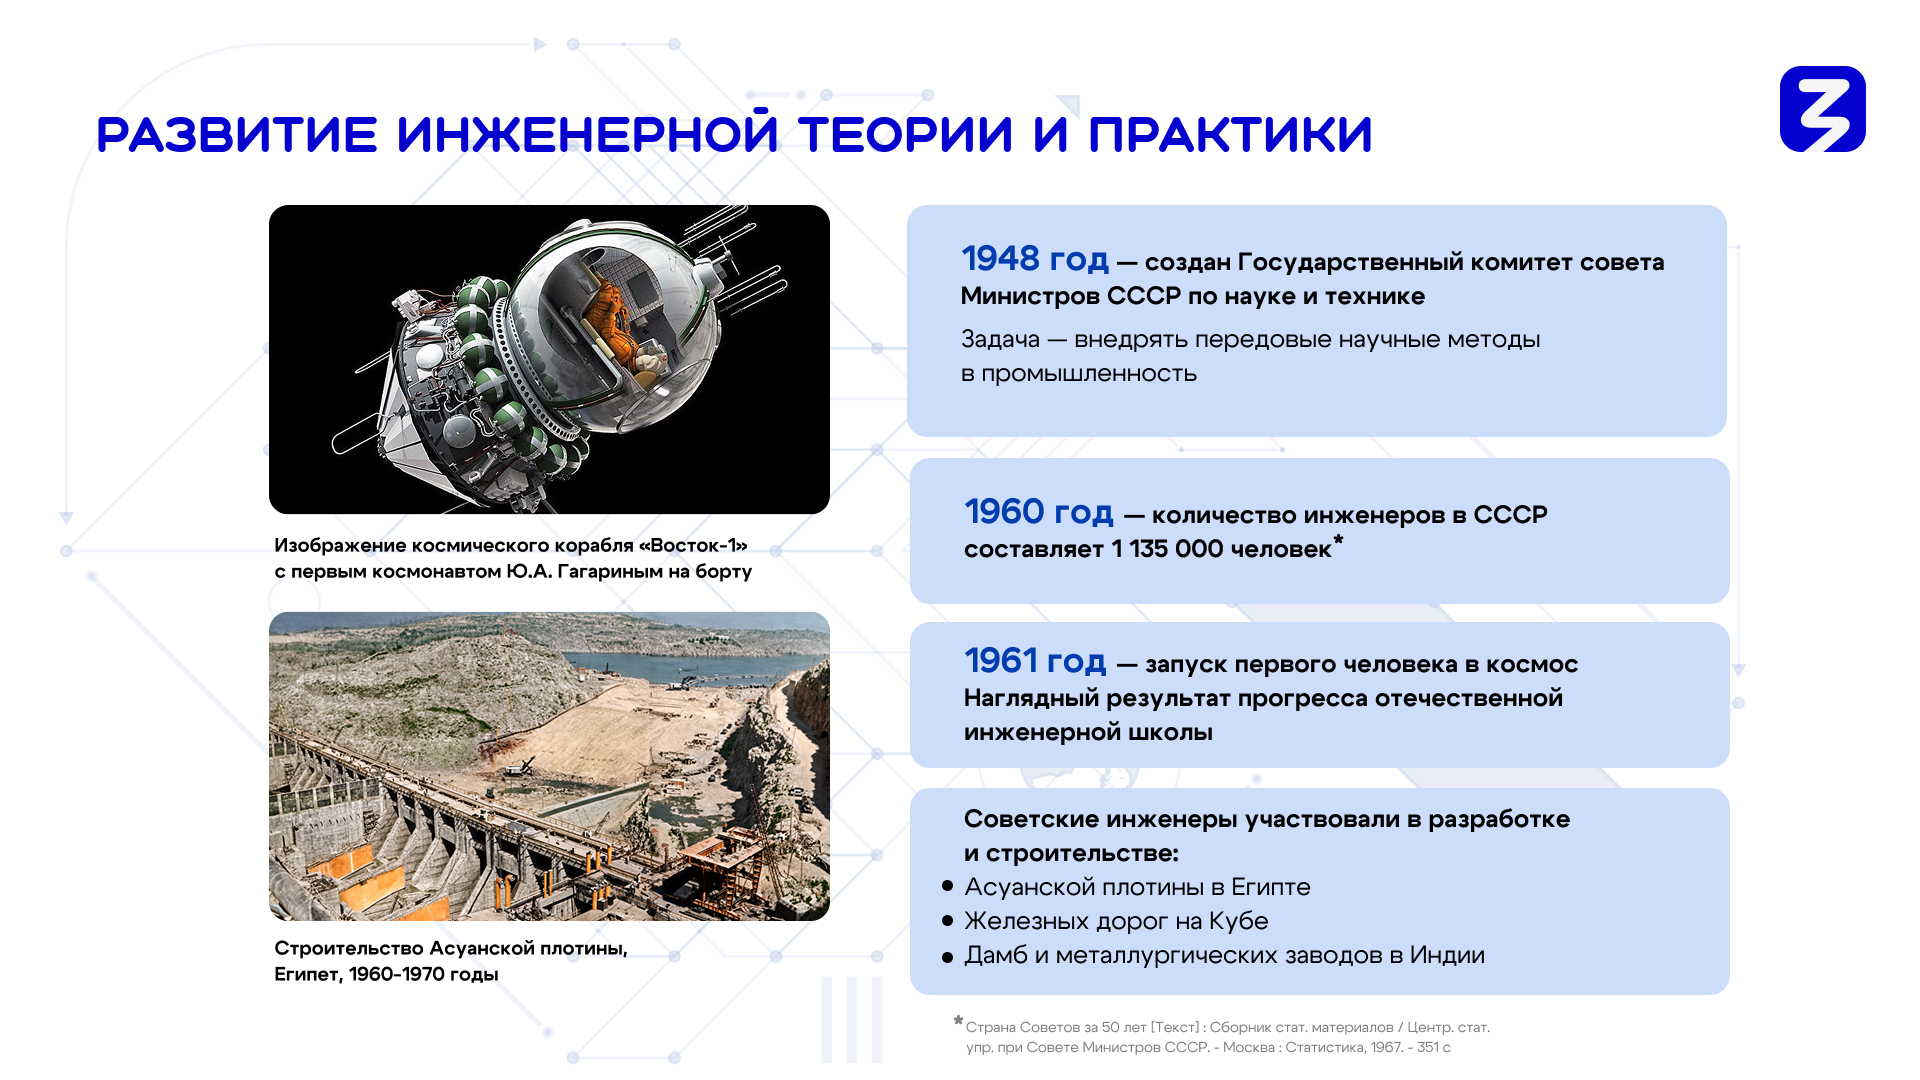 РАЗВИТИЕ ИНЖЕНЕРНОЙ ТЕОРИИ И ПРАКТИКИ
Изображение космического корабля «Восток-1»
с первым космонавтом Ю.А. Гагариным на борту
Строительство Асуанской плотины,
Египет, 1960-1970 годы
1948 год — создан Государственный комитет совета
Министров СССР по науке и технике
Задача — внедрять передовые научные методы
в промышленность
1960 год — количество инженеров в СССР
составляет 1 135 000 человек*
1961 год — запуск первого человека в космос
Наглядный результат прогресса отечественной
инженерной школы
Советские инженеры участвовали в разработке
и строительстве:
• Асуанской плотины в Египте
• Железных дорог на Кубе
• Дамб и металлургических заводов в Индии
* Страна Советов за 50 лет [Текст] : Сборник стат. материалов / Центр. стат.
упр. при Совете Министров СССР. - Москва : Статистика, 1967. - 351 с